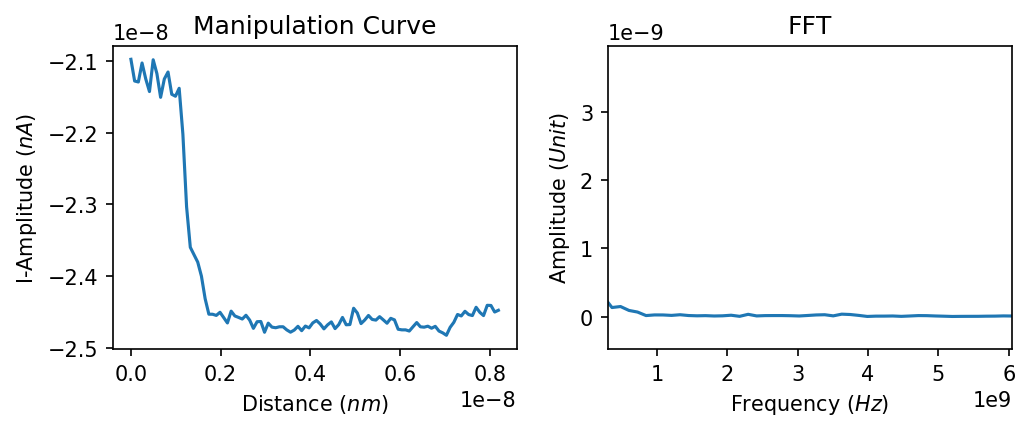 Manipulation Curve
1e−8
−2.1
−2.2
−2.3
−2.4
−2.5
I-Amplitude (nA)
0.0 0.2 0.4 0.6 0.8
1e−8
Distance (nm)
FFT
1e−9
3
2
1
0
Amplitude (Unit)
1 2 3 4 5 6
1e9
Frequency (Hz)